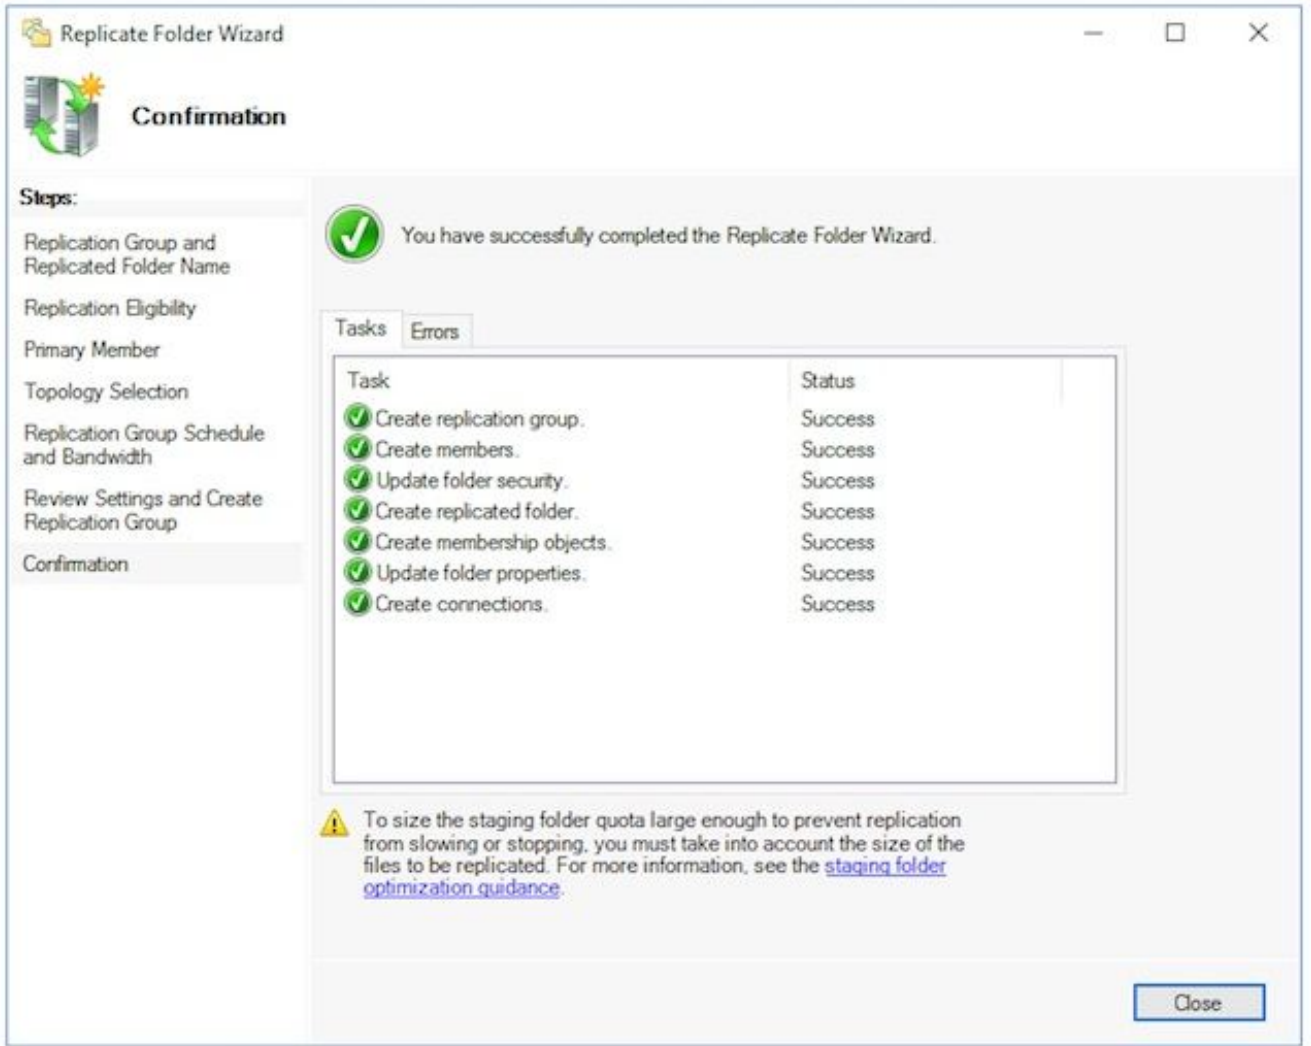 Replicate Folder Wizard
Confirmation
Steps:
Replication Group and
Replicated Folder Name
Replication Eligibility
Primary Member
Topology Selection
Replication Group Schedule
and Bandwidth
Review Settings and Create
Replication Group
Confirmation
You have successfully completed the Replicate Folder Wizard.
Tasks Errors
Task Status
Create replication group. Success
Create members. Success
Update folder security. Success
Create replicated folder. Success
Create membership objects. Success
Update folder properties. Success
Create connections. Success
To size the staging folder quota large enough to prevent replication
from slowing or stopping, you must take into account the size of the
files to be replicated. For more information, see the staging folder
optimization guidance.
Close